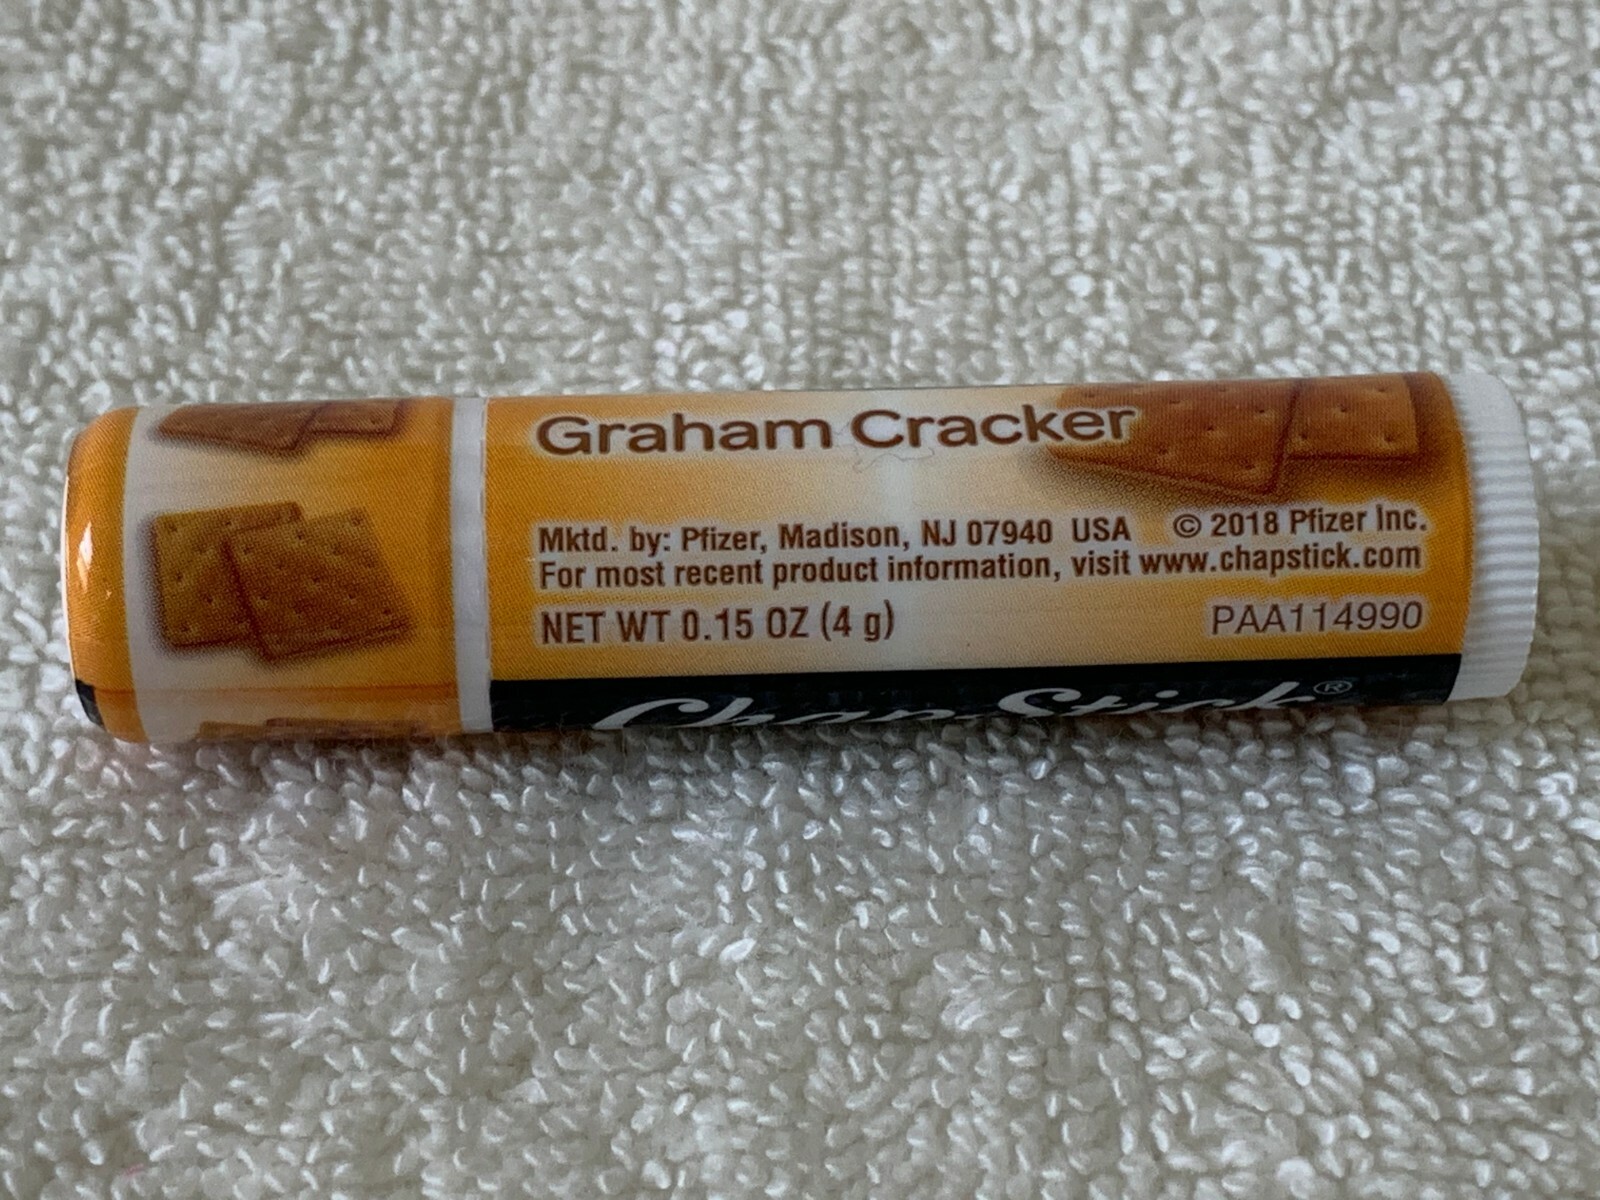 Graham Cracker
Mktd. by: Pfizer, Madison, NJ 07940 USA © 2018 Pfizer Inc.
For most recent product information, visit www.chapstick.com
NET WT 0.15 OZ (4 g) PAA114990
ChapStick®